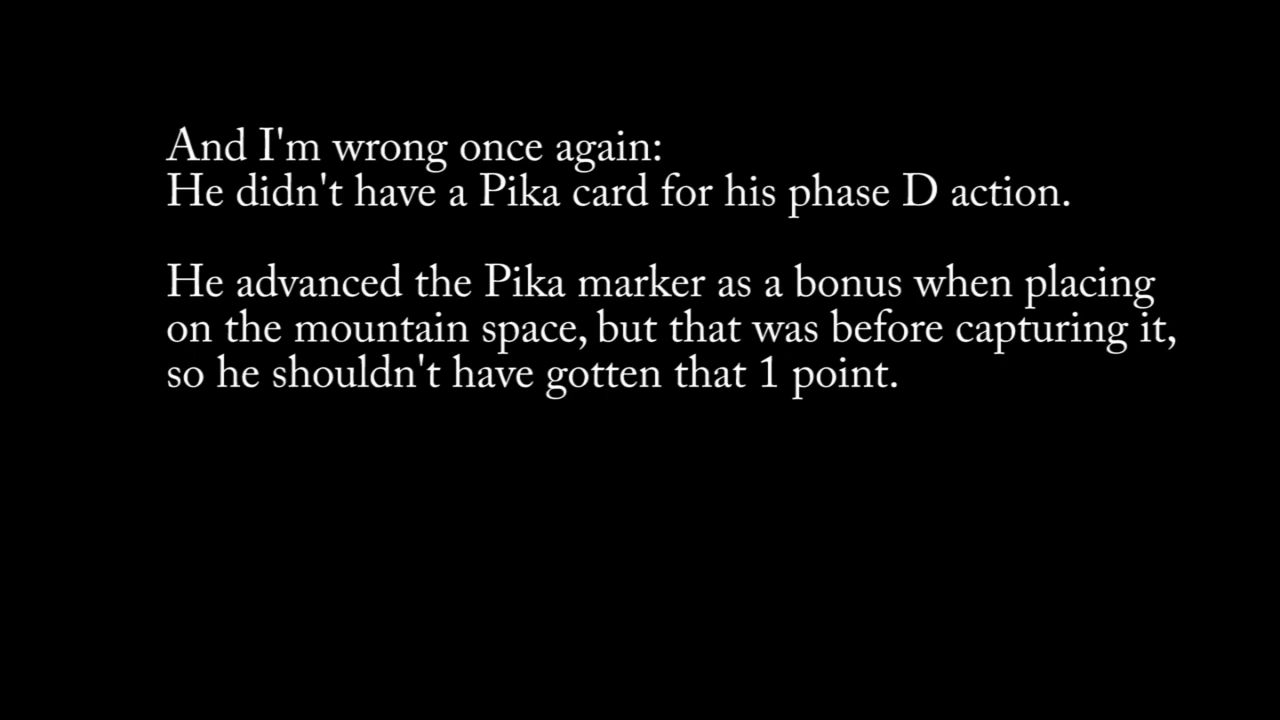 And I'm wrong once again:
He didn't have a Pika card for his phase D action.
He advanced the Pika marker as a bonus when placing
on the mountain space, but that was before capturing it,
so he shouldn't have gotten that 1 point.